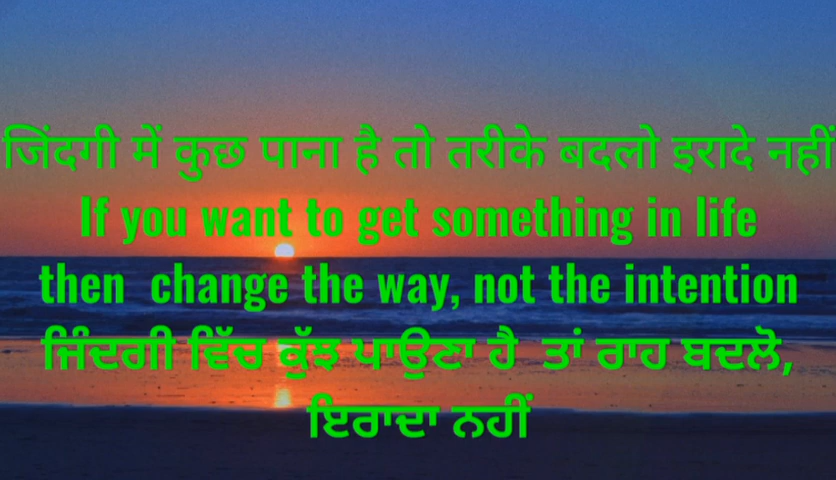 जिंदगी में कुछ पाना है तो तरीके बदलो इरादे नहीं
If you want to get something in life
then change the way, not the intention
ਜਿੰਦਗੀ ਵਿੱਚ ਕੁੱਝ ਪਾਉਣਾ ਹੈ ਤਾਂ ਰਾਹ ਬਦਲੋ,
ਇਰਾਦਾ ਨਹੀਂ